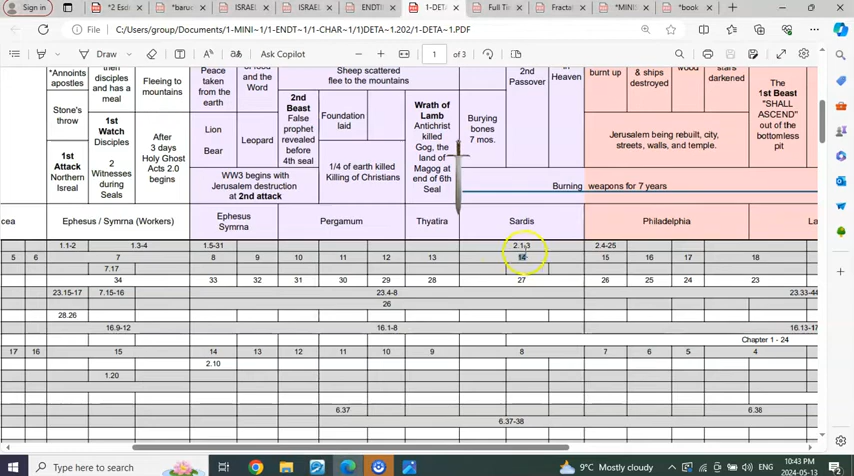 Sign in
*2 Esd
*baruc
ISRAEL
ISRAEL
ENDTI
1-DETA
Full Tin
Fractal
*MINI
*book
File
C:/Users/group/Documents/1-MINI~1/1-ENDT~1/1-CHAR~1/1)DETA~1.202/1-DETA~1.PDF
Draw
Ask Copilot
1
of 3
*Annoints
apostles
Stone's
throw
1st
Attack
Northern
Isreal
then
disciples
and has a
meal
1st
Watch
Disciples
2
Witnesses
during
Seals
Fleeing to
mountains
After
3 days
Holy Ghost
Acts 2.0
begins
Peace
taken
from the
earth
Lion
Bear
and the
Word
Leopard
WW3 begins with
Jerusalem destruction
at 2nd attack
Sheep scattered
flee to the mountains
2nd
Beast
False
prophet
revealed
before
4th seal
Foundation
laid
1/4 of earth killed
Killing of Christians
Wrath of
Lamb
Antichrist
killed
Gog, the
land of
Magog at
end of 6th
Seal
Burying
bones
7 mos.
2nd
Passover
in
Heaven
burnt up
& ships
destroyed
wood
stars
darkened
Jerusalem being rebuilt, city,
streets, walls, and temple.
The
1st Beast
"SHALL
ASCEND"
out of the
bottomless
pit
Burning weapons for 7 years
cea
Ephesus / Symrna (Workers)
Ephesus
Symrna
Pergamum
Thyatira
Sardis
Philadelphia
La
1.1-2 1.3-4 1.5-31 2.1-3 2.4-25
5 6 7 8 9 10 11 12 13 14 15 16 17 18
7.17
34 33 32 31 30 29 28 27 26 25 24 23
23.15-17 7.15-16 23.4-8 23.33-44
26
28.26
16.9-12 16.1-8 16.13-17
Chapter 1 - 24
17 16 15 14 13 12 11 10 9 8 7 6 5 4
2.10
1.20
6.37 6.38
6.37-38
Type here to search
9°C Mostly cloudy
ENG
10:43 PM
2024-05-13